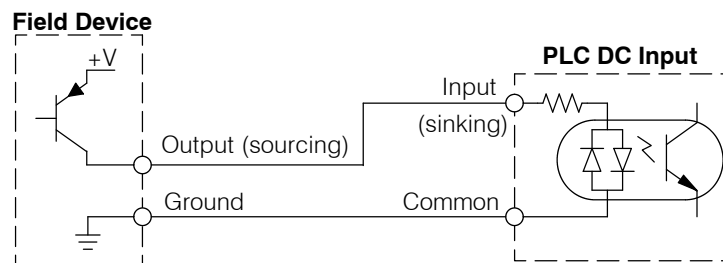 Field Device
+V
PLC DC Input
Input
(sinking)
Output (sourcing)
Ground
Common